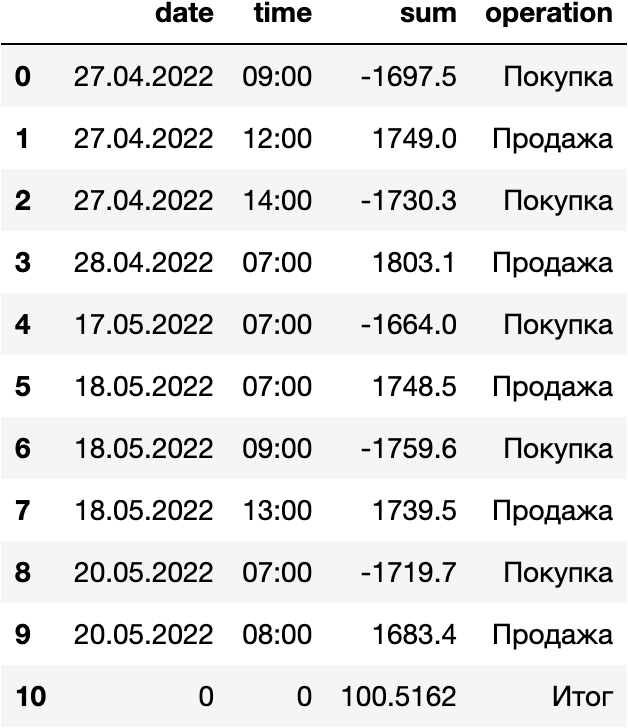 date time sum operation
0 27.04.2022 09:00 -1697.5 Покупка
1 27.04.2022 12:00 1749.0 Продажа
2 27.04.2022 14:00 -1730.3 Покупка
3 28.04.2022 07:00 1803.1 Продажа
4 17.05.2022 07:00 -1664.0 Покупка
5 18.05.2022 07:00 1748.5 Продажа
6 18.05.2022 09:00 -1759.6 Покупка
7 18.05.2022 13:00 1739.5 Продажа
8 20.05.2022 07:00 -1719.7 Покупка
9 20.05.2022 08:00 1683.4 Продажа
10 0 0 100.5162 Итог